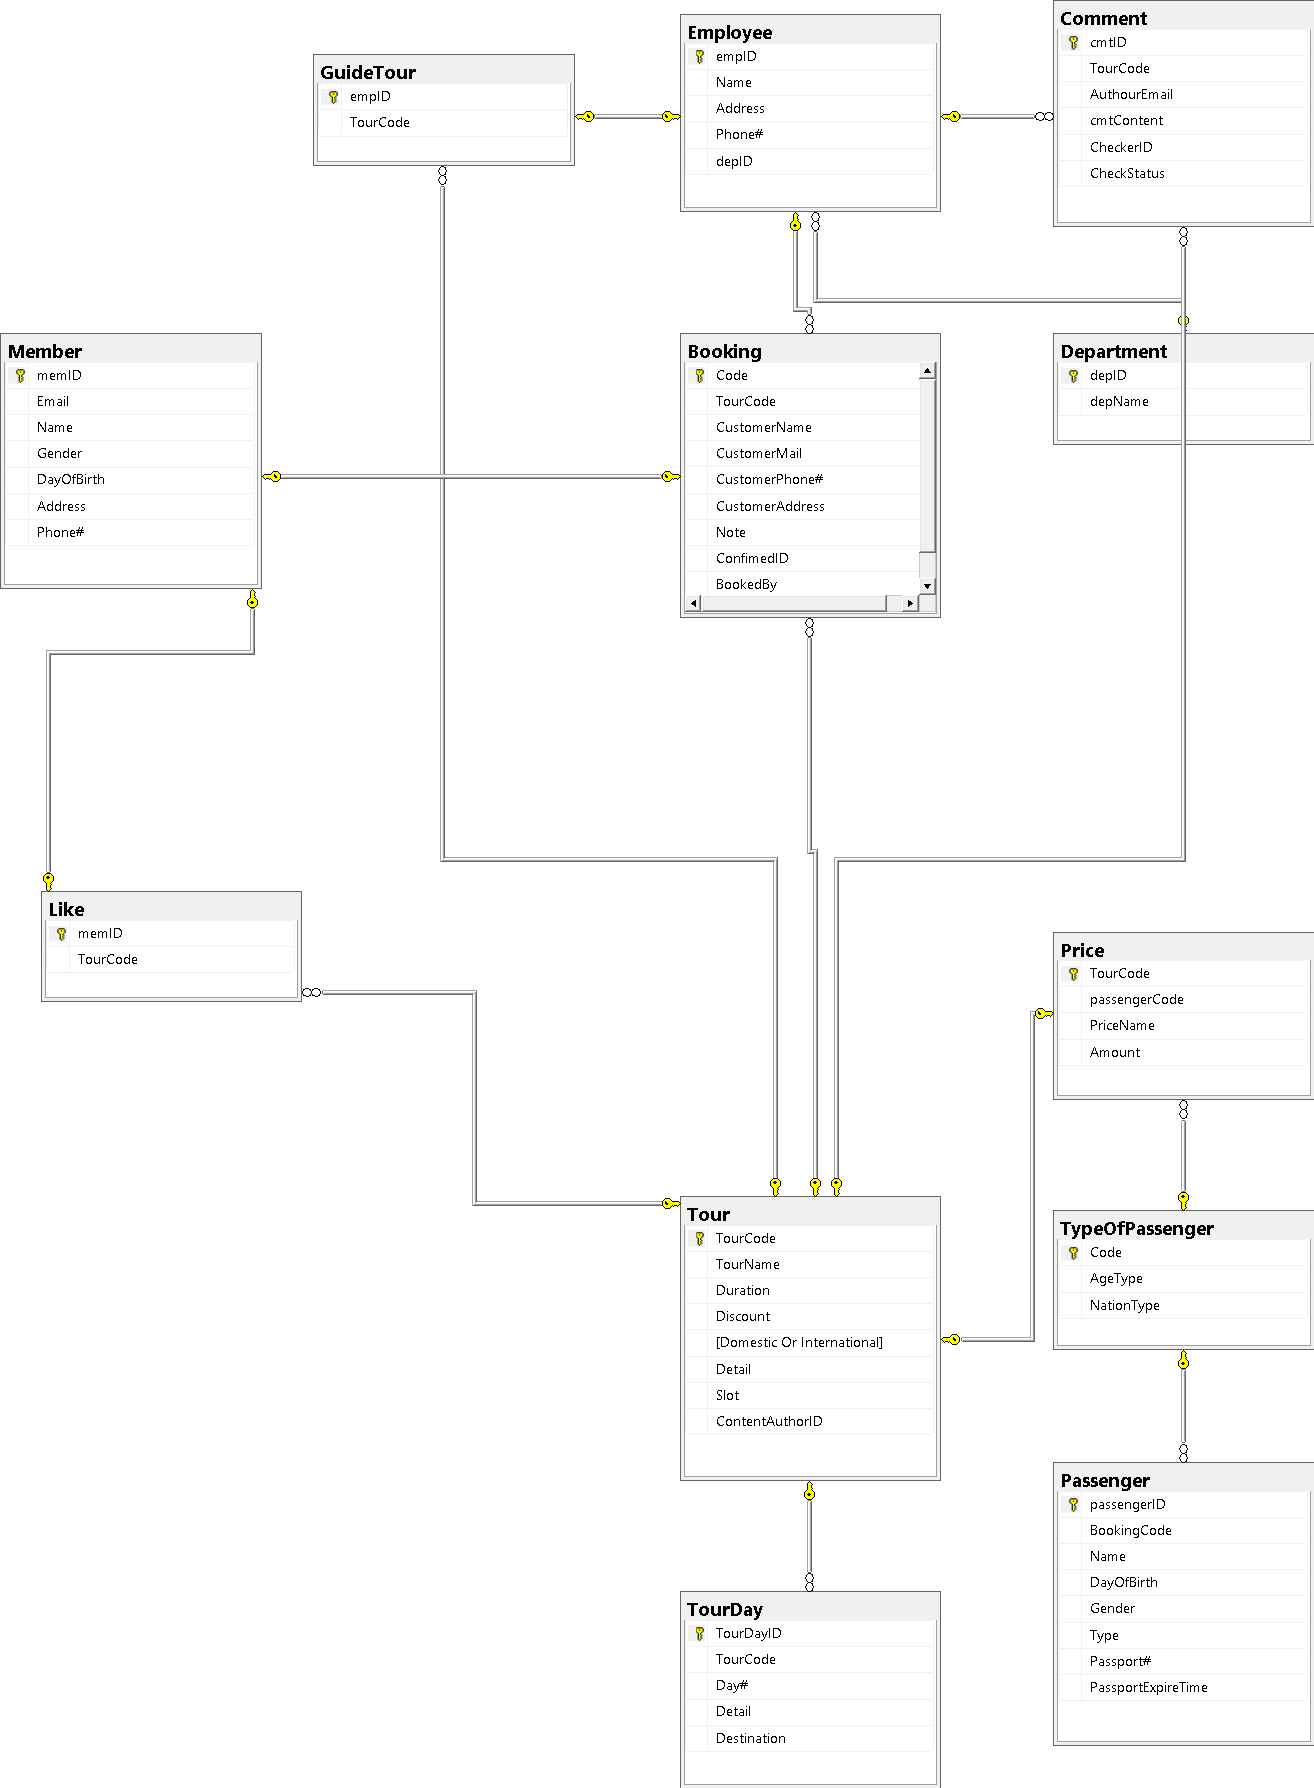 GuideTour
empID
TourCode
Employee
empID
Name
Address
Phone#
depID
Comment
cmtID
TourCode
AuthourEmail
cmtContent
CheckerID
CheckStatus
Member
memID
Email
Name
Gender
DayOfBirth
Address
Phone#
Booking
Code
TourCode
CustomerName
CustomerMail
CustomerPhone#
CustomerAddress
Note
ConfimedID
BookedBy
Department
depID
depName
Like
memID
TourCode
Price
TourCode
passengerCode
PriceName
Amount
Tour
TourCode
TourName
Duration
Discount
[Domestic Or International]
Detail
Slot
ContentAuthorID
TypeOfPassenger
Code
AgeType
NationType
Passenger
passengerID
BookingCode
Name
DayOfBirth
Gender
Type
Passport#
PassportExpireTime
TourDay
TourDayID
TourCode
Day#
Detail
Destination